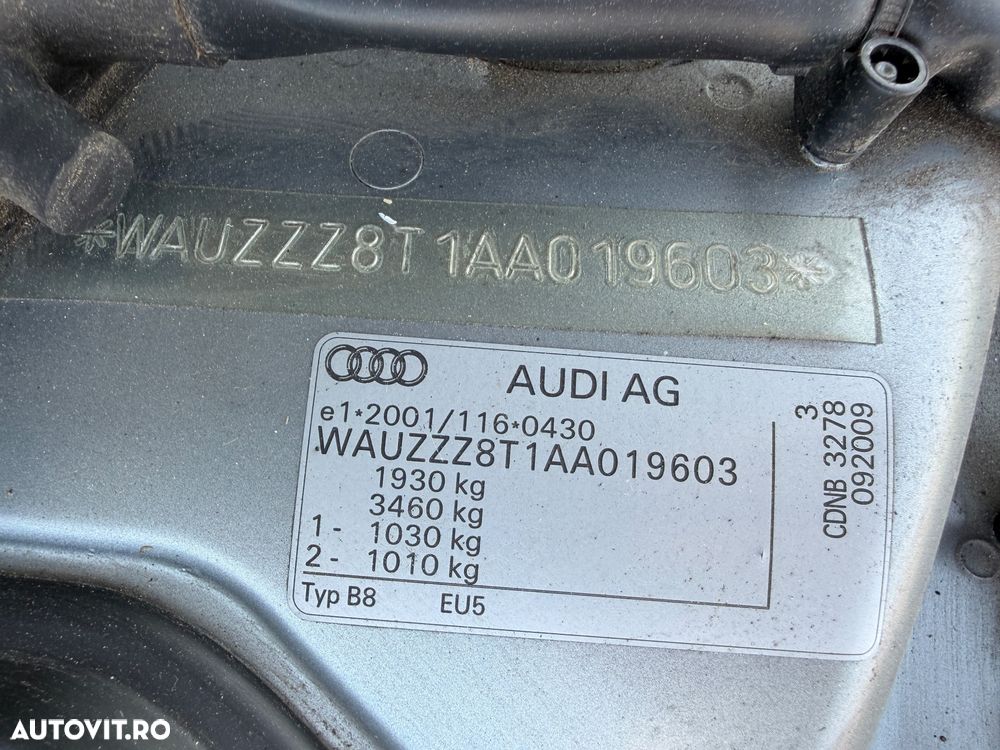 *WAUZZZ8T1AA019603*
AUDI AG
e1*2001/116*0430
WAUZZZ8T1AA019603
1930 kg
3460 kg
1 - 1030 kg
2 - 1010 kg
Typ B8 EU5
3
CDNB 3278
092009
AUTOVIT.RO